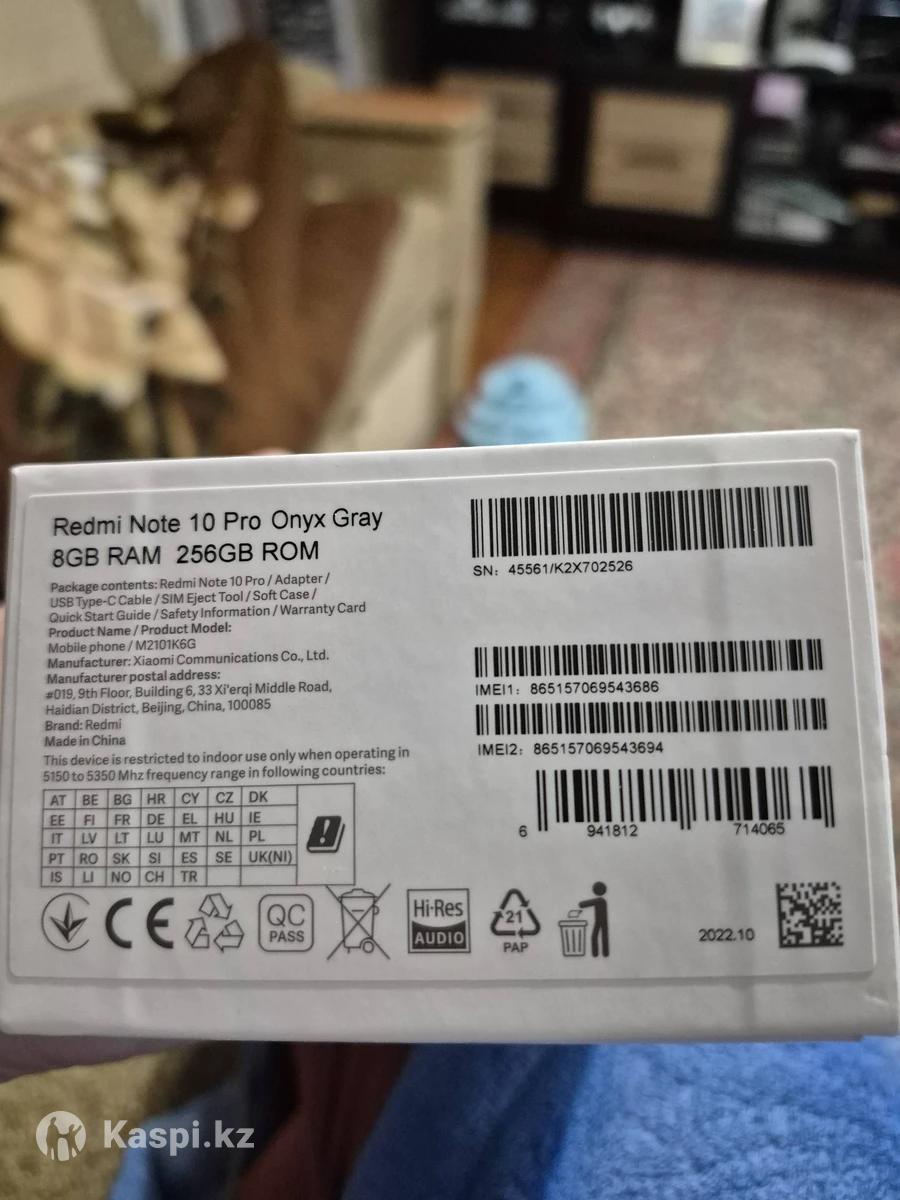 Redmi Note 10 Pro Onyx Gray
8GB RAM 256GB ROM
Package contents: Redmi Note 10 Pro / Adapter /
USB Type-C Cable / SIM Eject Tool / Soft Case /
Quick Start Guide / Safety Information / Warranty Card
Product Name / Product Model:
Mobile phone / M2101K6G
Manufacturer: Xiaomi Communications Co., Ltd.
Manufacturer postal address:
#019, 9th Floor, Building 6, 33 Xi'erqi Middle Road,
Haidian District, Beijing, China, 100085
Brand: Redmi
Made in China
This device is restricted to indoor use only when operating in
5150 to 5350 Mhz frequency range in following countries:
AT BE BG HR CY CZ DK
EE FI FR DE EL HU IE
IT LV LT LU MT NL PL
PT RO SK SI ES SE UK(NI)
IS LI NO CH TR
SN: 45561/K2X702526
IMEI1: 865157069543686
IMEI2: 865157069543694
6 941812 714065
CE
QC
PASS
Hi-Res
AUDIO
21
PAP
2022.10
Kaspi.kz